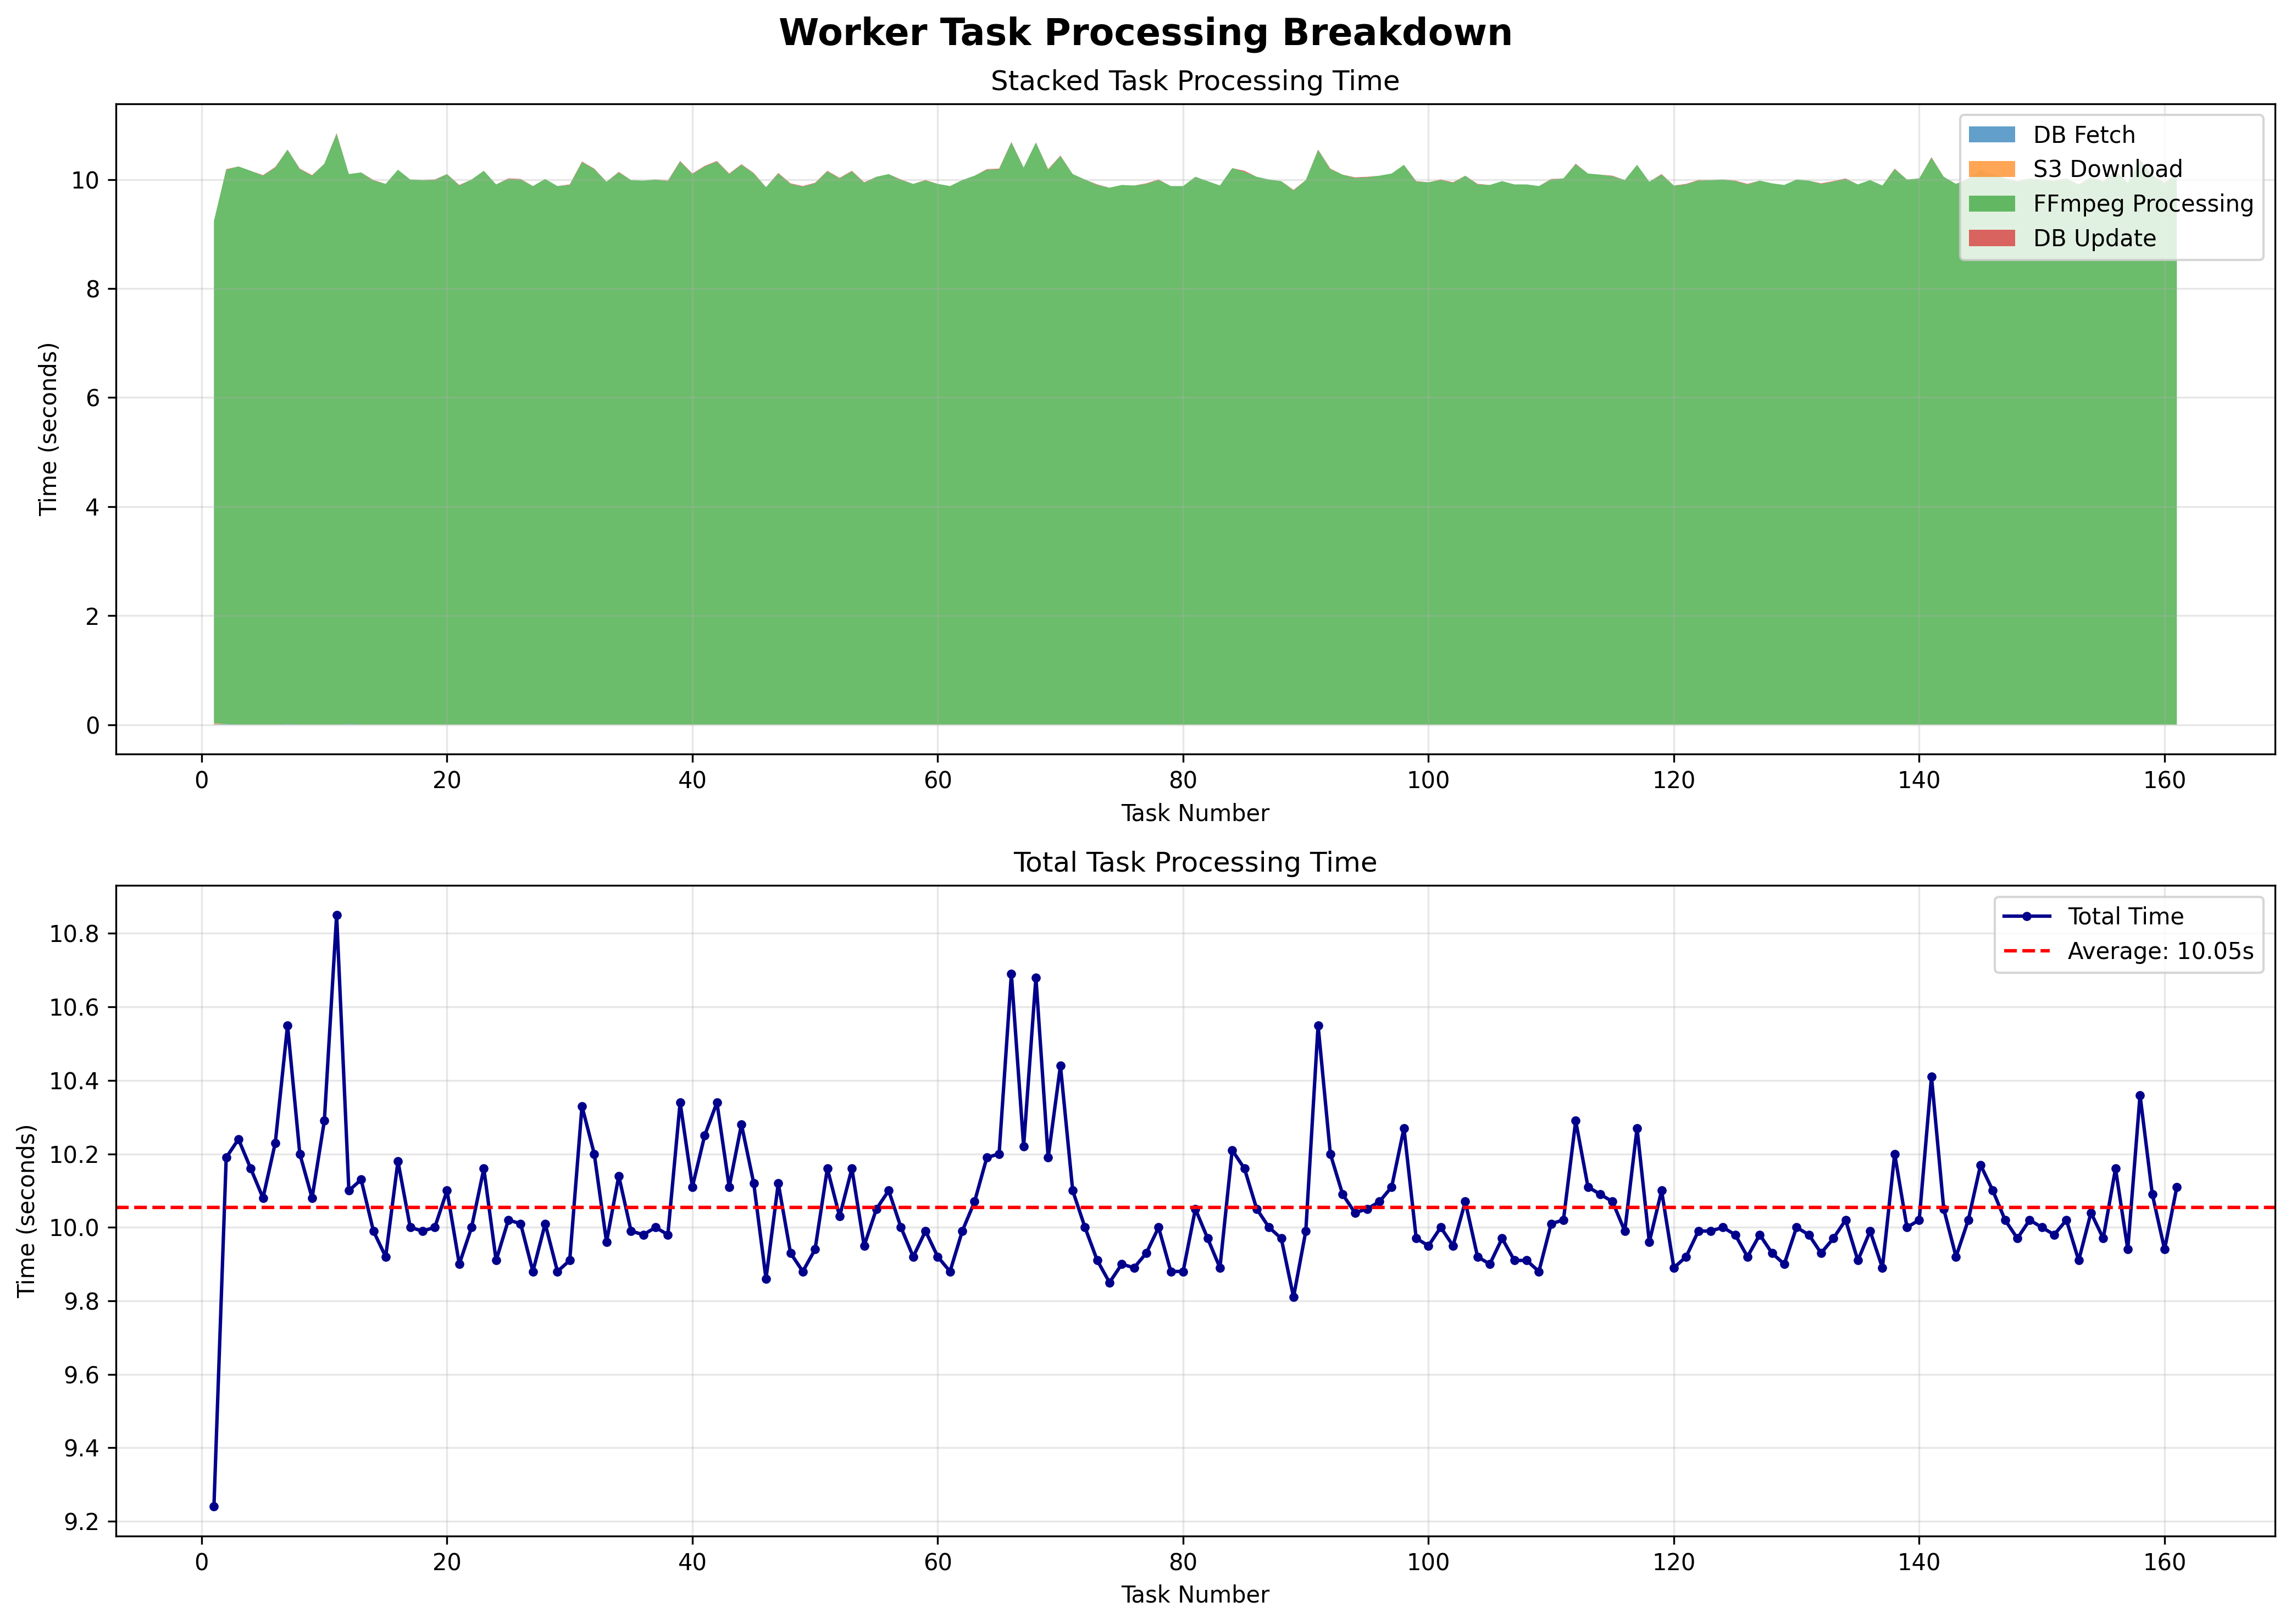 Worker Task Processing Breakdown
Stacked Task Processing Time
DB Fetch
S3 Download
FFmpeg Processing
DB Update
Time (seconds)
10
8
6
4
2
0
0 20 40 60 80 100 120 140 160
Task Number
Total Task Processing Time
Total Time
Average: 10.05s
Time (seconds)
10.8
10.6
10.4
10.2
10.0
9.8
9.6
9.4
9.2
0 20 40 60 80 100 120 140 160
Task Number